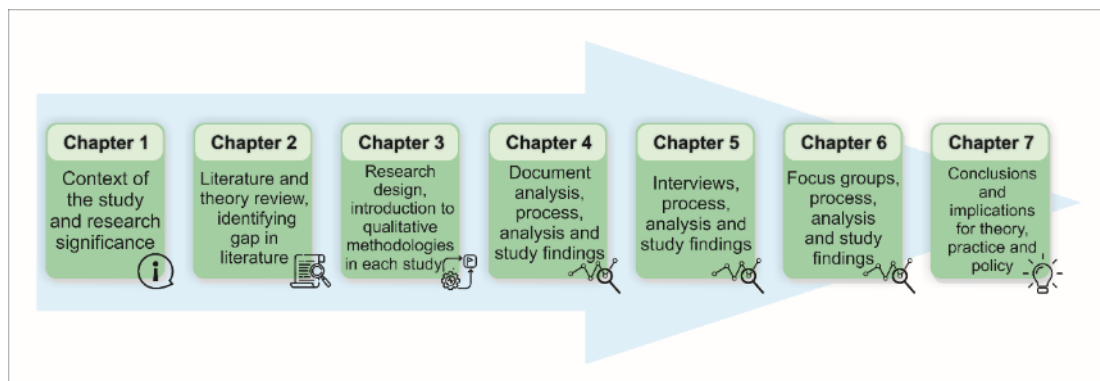 Chapter 1
Context of
the study
and research
significance
Chapter 2
Literature and
theory review,
identifying
gap in
literature
Chapter 3
Research
design,
introduction to
qualitative
methodologies
in each study
Chapter 4
Document
analysis,
process,
analysis and
study findings
Chapter 5
Interviews,
process,
analysis and
study findings
Chapter 6
Focus groups,
process,
analysis
and study
findings
Chapter 7
Conclusions
and
implications
for theory,
practice and
policy